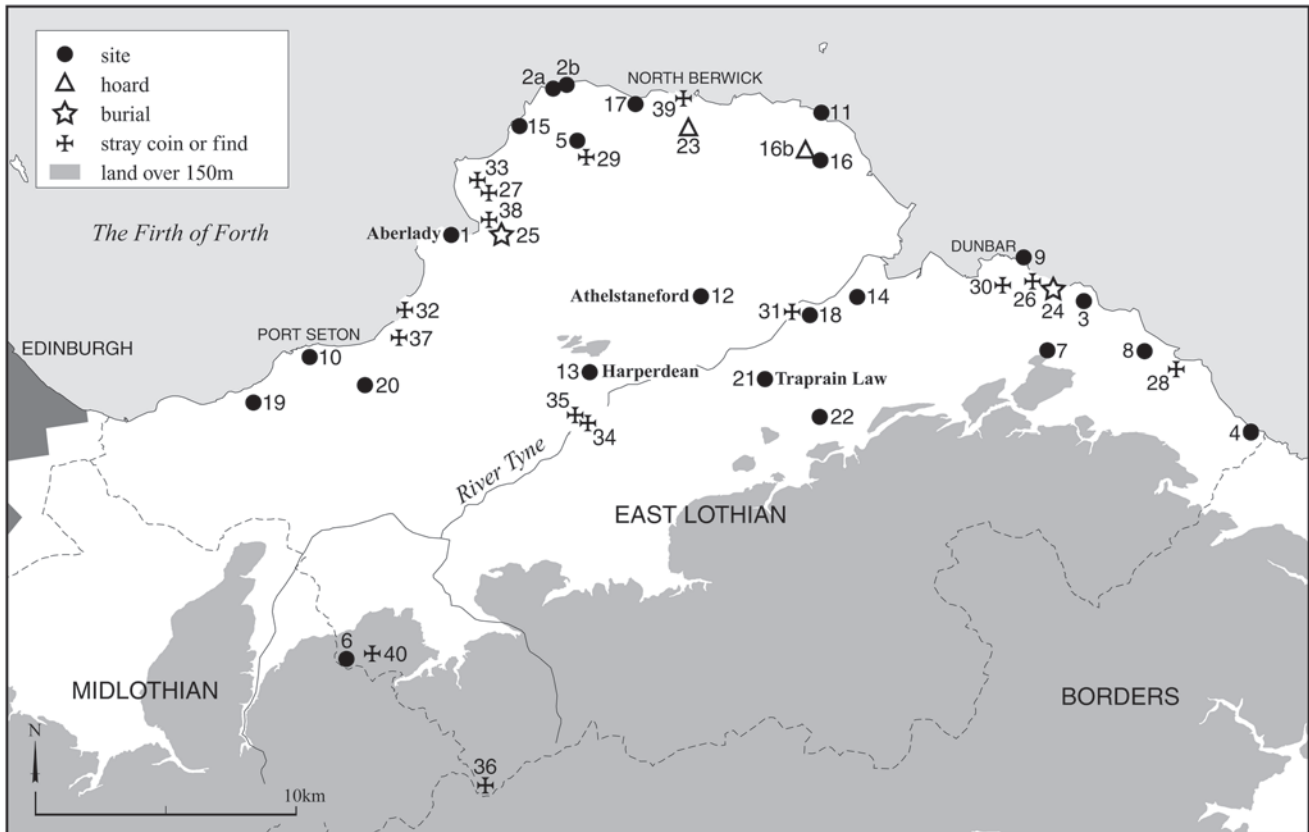 site
hoard
burial
stray coin or find
land over 150m
2a
2b
NORTH BERWICK
17
39
11
15
5
29
23
16b
16
33
27
38
The Firth of Forth
Aberlady
1
25
DUNBAR
9
30
26
24
3
Athelstaneford
12
14
31
18
32
PORT SETON
37
EDINBURGH
10
20
19
13
Harperdean
21
Traprain Law
7
8
28
35
34
22
4
River Tyne
EAST LOTHIAN
6
40
MIDLOTHIAN
BORDERS
N
36
10km